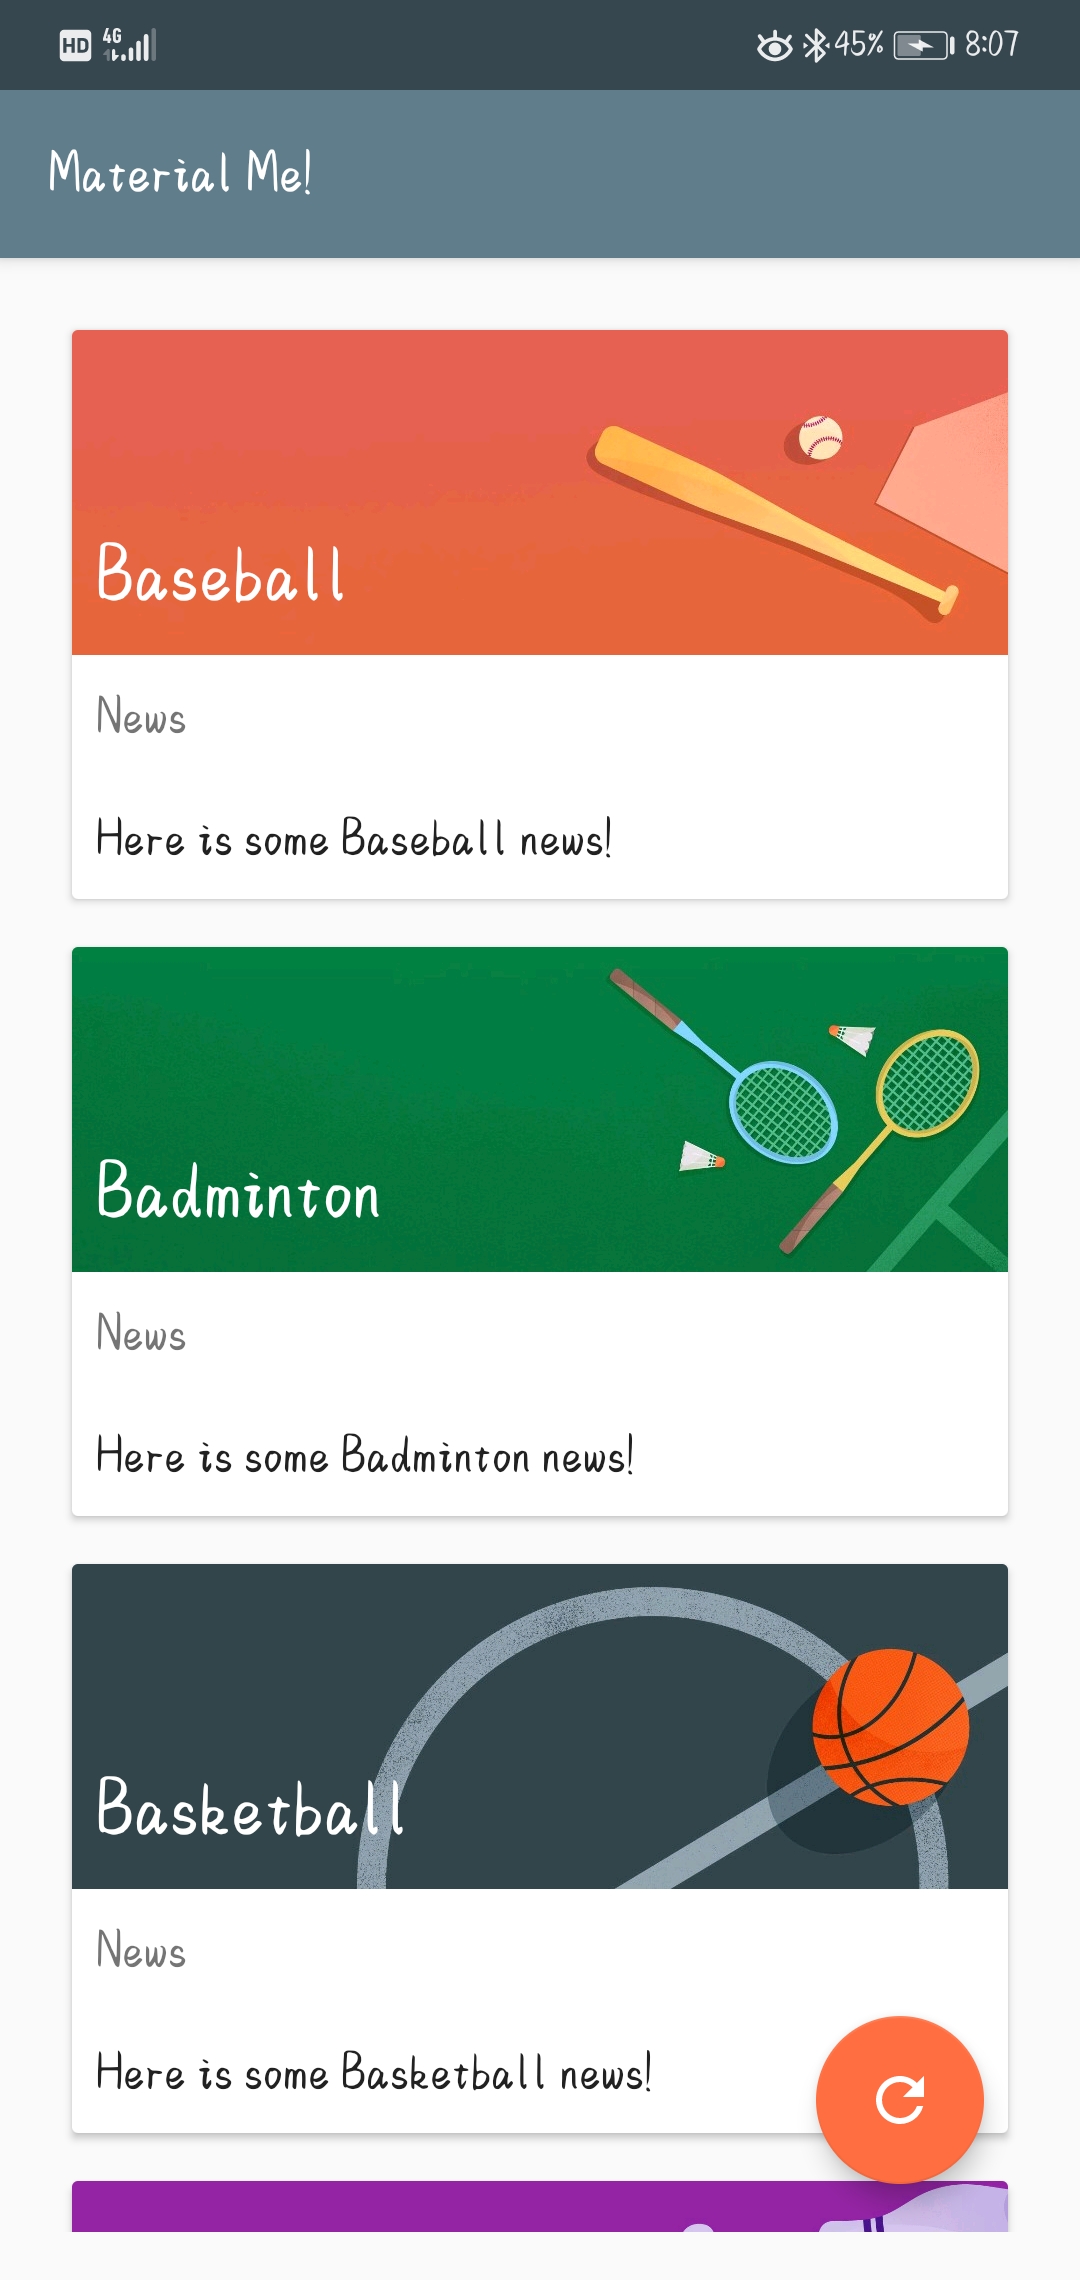 HD 4G 45% 8:07
Material Me!
Baseball
News
Here is some Baseball news!
Badminton
News
Here is some Badminton news!
Basketball
News
Here is some Basketball news!